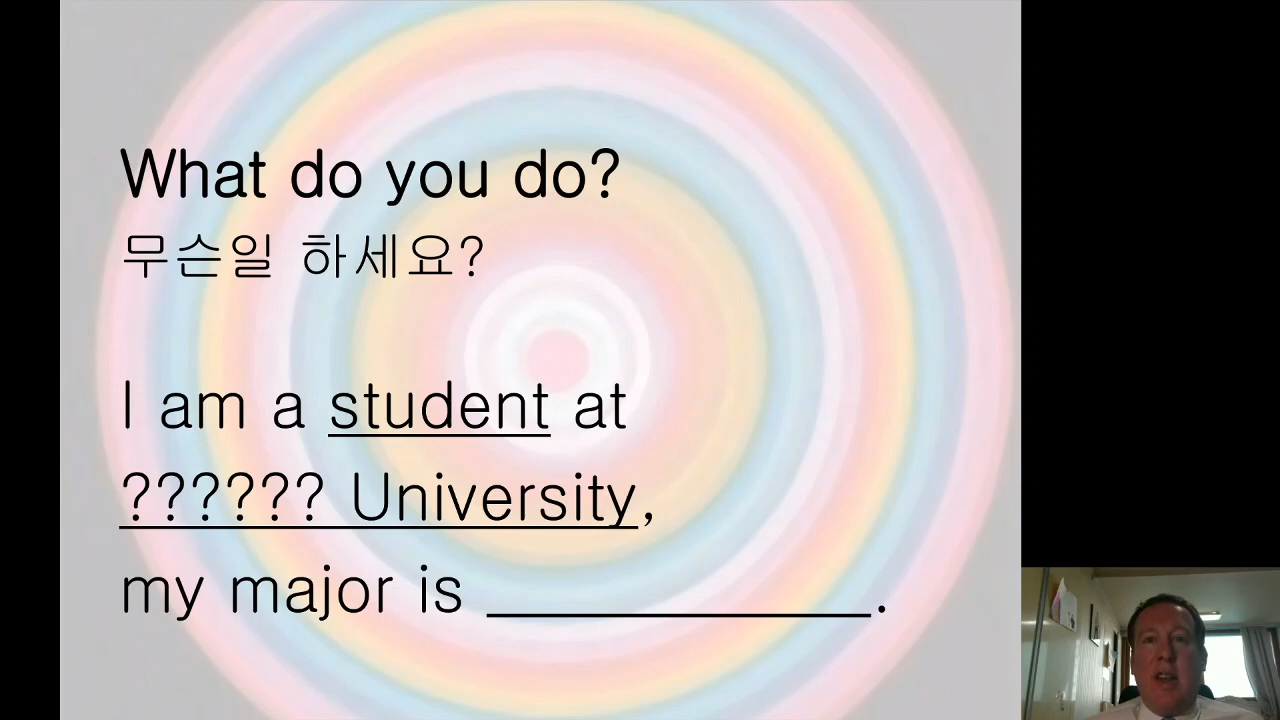 What do you do?
무슨일 하세요?
I am a student at
?????? University,
my major is ____________.